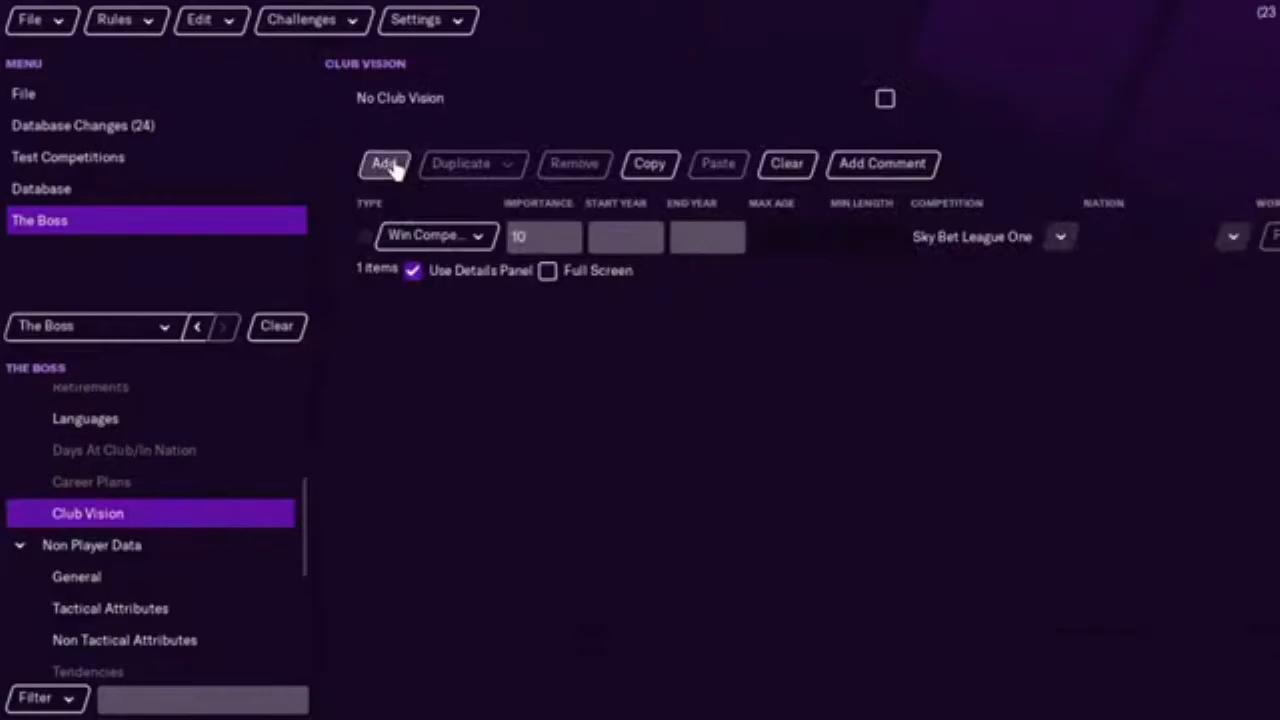 File Rules Edit Challenges Settings (23
MENU
File
Database Changes (24)
Test Competitions
Database
The Boss
The Boss Clear
THE BOSS
Retirements
Languages
Days At Club/In Nation
Career Plans
Club Vision
Non Player Data
General
Tactical Attributes
Non Tactical Attributes
Tendencies
Filter
CLUB VISION
No Club Vision
Add Duplicate Remove Copy Paste Clear Add Comment
TYPE IMPORTANCE START YEAR END YEAR MAX AGE MIN LENGTH COMPETITION NATION
Win Compe... 10 Sky Bet League One
1 items Use Details Panel Full Screen